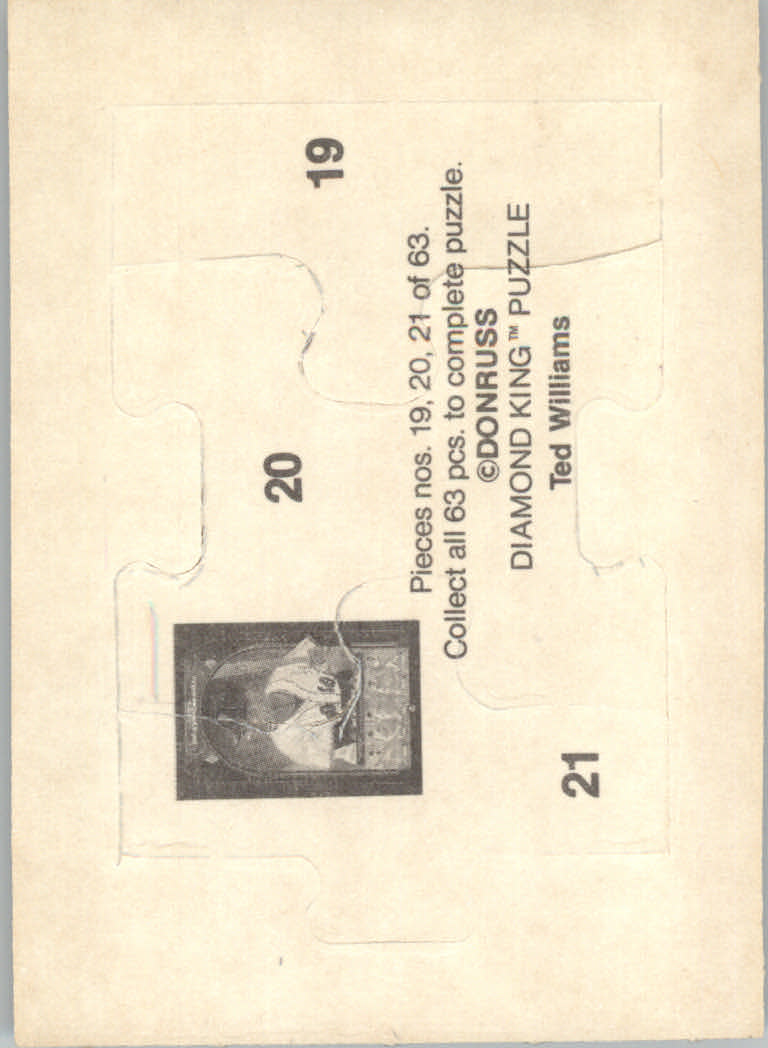 19
20
21
Pieces nos. 19, 20, 21 of 63.
Collect all 63 pcs. to complete puzzle.
©DONRUSS
DIAMOND KING™ PUZZLE
Ted Williams